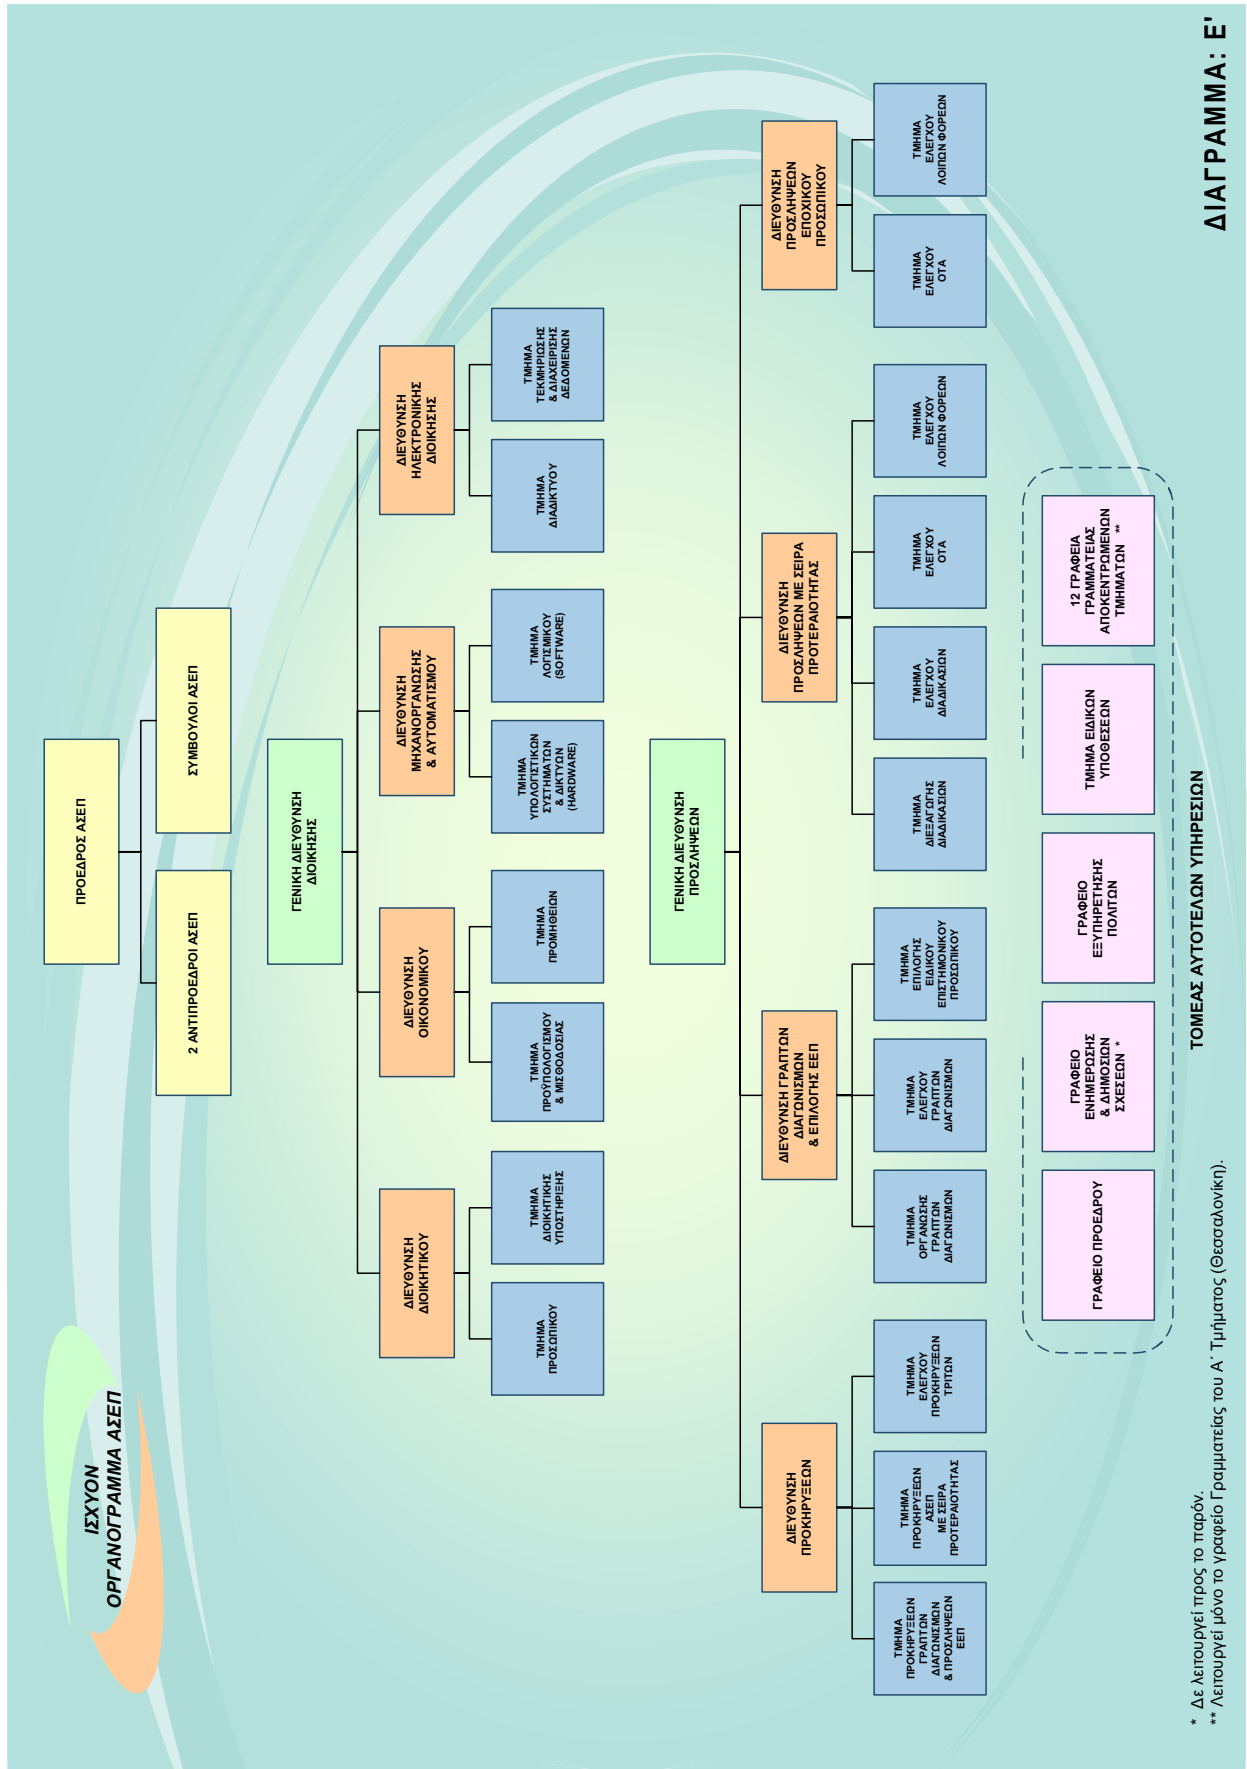 ΙΣΧΥΟΝ
ΟΡΓΑΝΟΓΡΑΜΜΑ ΑΣΕΠ
ΠΡΟΕΔΡΟΣ ΑΣΕΠ
2 ΑΝΤΙΠΡΟΕΔΡΟΙ ΑΣΕΠ
ΣΥΜΒΟΥΛΟΙ ΑΣΕΠ
ΓΕΝΙΚΗ ΔΙΕΥΘΥΝΣΗ
ΔΙΟΙΚΗΣΗΣ
ΔΙΕΥΘΥΝΣΗ
ΔΙΟΙΚΗΤΙΚΟΥ
ΔΙΕΥΘΥΝΣΗ
ΟΙΚΟΝΟΜΙΚΟΥ
ΔΙΕΥΘΥΝΣΗ
ΜΗΧΑΝΟΡΓΑΝΩΣΗΣ
& ΑΥΤΟΜΑΤΙΣΜΟΥ
ΔΙΕΥΘΥΝΣΗ
ΗΛΕΚΤΡΟΝΙΚΗΣ
ΔΙΟΙΚΗΣΗΣ
ΤΜΗΜΑ
ΠΡΟΣΩΠΙΚΟΥ
ΤΜΗΜΑ
ΔΙΟΙΚΗΤΙΚΗΣ
ΥΠΟΣΤΗΡΙΞΗΣ
ΤΜΗΜΑ
ΠΡΟΫΠΟΛΟΓΙΣΜΟΥ
& ΜΙΣΘΟΔΟΣΙΑΣ
ΤΜΗΜΑ
ΠΡΟΜΗΘΕΙΩΝ
ΤΜΗΜΑ
ΥΠΟΛΟΓΙΣΤΙΚΩΝ
ΣΥΣΤΗΜΑΤΩΝ
& ΔΙΚΤΥΩΝ
(HARDWARE)
ΤΜΗΜΑ
ΛΟΓΙΣΜΙΚΟΥ
(SOFTWARE)
ΤΜΗΜΑ
ΔΙΑΔΙΚΤΥΟΥ
ΤΜΗΜΑ
ΤΕΚΜΗΡΙΩΣΗΣ
& ΔΙΑΧΕΙΡΙΣΗΣ
ΔΕΔΟΜΕΝΩΝ
ΓΕΝΙΚΗ ΔΙΕΥΘΥΝΣΗ
ΠΡΟΣΛΗΨΕΩΝ
ΔΙΕΥΘΥΝΣΗ
ΠΡΟΚΗΡΥΞΕΩΝ
ΔΙΕΥΘΥΝΣΗ ΓΡΑΠΤΩΝ
ΔΙΑΓΩΝΙΣΜΩΝ
& ΕΠΙΛΟΓΗΣ ΕΕΠ
ΔΙΕΥΘΥΝΣΗ
ΠΡΟΣΛΗΨΕΩΝ ΜΕ ΣΕΙΡΑ
ΠΡΟΤΕΡΑΙΟΤΗΤΑΣ
ΔΙΕΥΘΥΝΣΗ
ΠΡΟΣΛΗΨΕΩΝ
ΕΠΟΧΙΚΟΥ
ΠΡΟΣΩΠΙΚΟΥ
ΤΜΗΜΑ
ΠΡΟΚΗΡΥΞΕΩΝ
ΓΡΑΠΤΩΝ
ΔΙΑΓΩΝΙΣΜΩΝ
& ΠΡΟΣΛΗΨΕΩΝ
ΕΕΠ
ΤΜΗΜΑ
ΠΡΟΚΗΡΥΞΕΩΝ
ΑΣΕΠ
ΜΕ ΣΕΙΡΑ
ΠΡΟΤΕΡΑΙΟΤΗΤΑΣ
ΤΜΗΜΑ
ΕΛΕΓΧΟΥ
ΠΡΟΚΗΡΥΞΕΩΝ
ΤΡΙΤΩΝ
ΤΜΗΜΑ
ΟΡΓΑΝΩΣΗΣ
ΓΡΑΠΤΩΝ
ΔΙΑΓΩΝΙΣΜΩΝ
ΤΜΗΜΑ
ΕΛΕΓΧΟΥ
ΓΡΑΠΤΩΝ
ΔΙΑΓΩΝΙΣΜΩΝ
ΤΜΗΜΑ
ΕΠΙΛΟΓΗΣ
ΕΙΔΙΚΟΥ
ΕΠΙΣΤΗΜΟΝΙΚΟΥ
ΠΡΟΣΩΠΙΚΟΥ
ΤΜΗΜΑ
ΔΙΕΞΑΓΩΓΗΣ
ΔΙΑΔΙΚΑΣΙΩΝ
ΤΜΗΜΑ
ΕΛΕΓΧΟΥ
ΔΙΑΔΙΚΑΣΙΩΝ
ΤΜΗΜΑ
ΕΛΕΓΧΟΥ
ΟΤΑ
ΤΜΗΜΑ
ΕΛΕΓΧΟΥ
ΛΟΙΠΩΝ ΦΟΡΕΩΝ
ΤΜΗΜΑ
ΕΛΕΓΧΟΥ
ΟΤΑ
ΤΜΗΜΑ
ΕΛΕΓΧΟΥ
ΛΟΙΠΩΝ ΦΟΡΕΩΝ
ΓΡΑΦΕΙΟ ΠΡΟΕΔΡΟΥ
ΓΡΑΦΕΙΟ
ΕΝΗΜΕΡΩΣΗΣ
& ΔΗΜΟΣΙΩΝ
ΣΧΕΣΕΩΝ *
ΓΡΑΦΕΙΟ
ΕΞΥΠΗΡΕΤΗΣΗΣ
ΠΟΛΙΤΩΝ
ΤΜΗΜΑ ΕΙΔΙΚΩΝ
ΥΠΟΘΕΣΕΩΝ
12 ΓΡΑΦΕΙΑ
ΓΡΑΜΜΑΤΕΙΑΣ
ΑΠΟΚΕΝΤΡΩΜΕΝΩΝ
ΤΜΗΜΑΤΩΝ **
ΤΟΜΕΑΣ ΑΥΤΟΤΕΛΩΝ ΥΠΗΡΕΣΙΩΝ
* Δε λειτουργεί προς το παρόν.
** Λειτουργεί μόνο το γραφείο Γραμματείας του Α΄ Τμήματος (Θεσσαλονίκη).
ΔΙΑΓΡΑΜΜΑ: Ε'